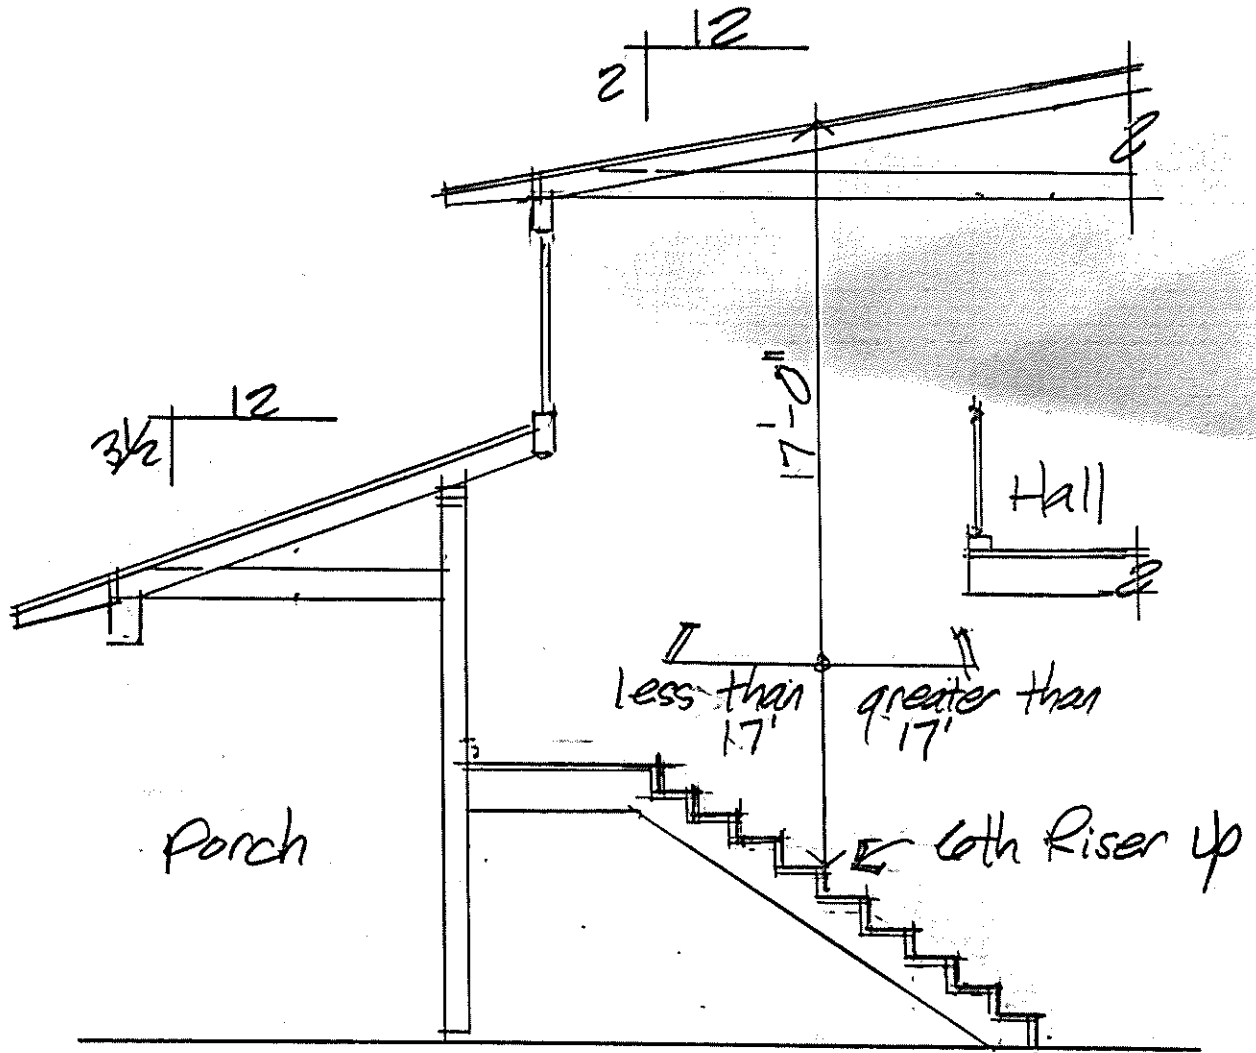 12
2
2
12
3½
17'-0"
Hall
2
less than
17'
greater than
17'
Porch
6th Riser Up